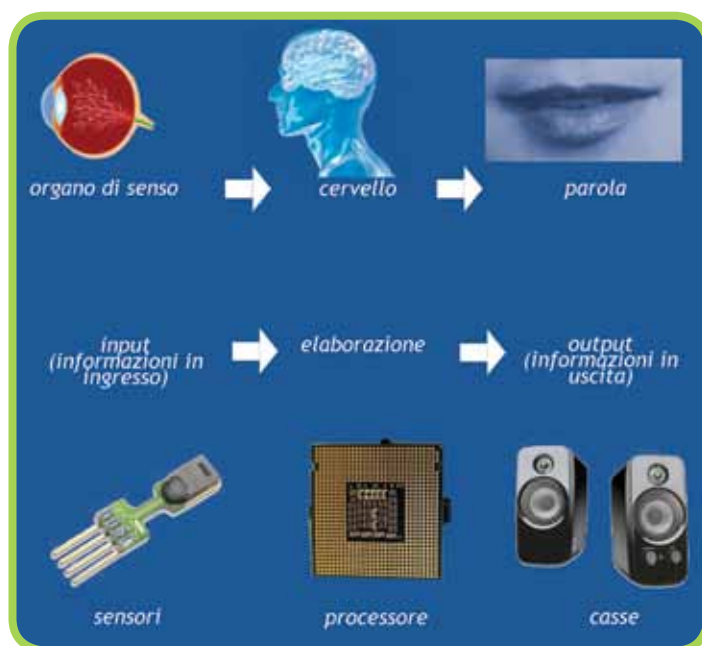 organo di senso
cervello
parola
input
(informazioni in
ingresso)
elaborazione
output
(informazioni in
uscita)
sensori
processore
casse